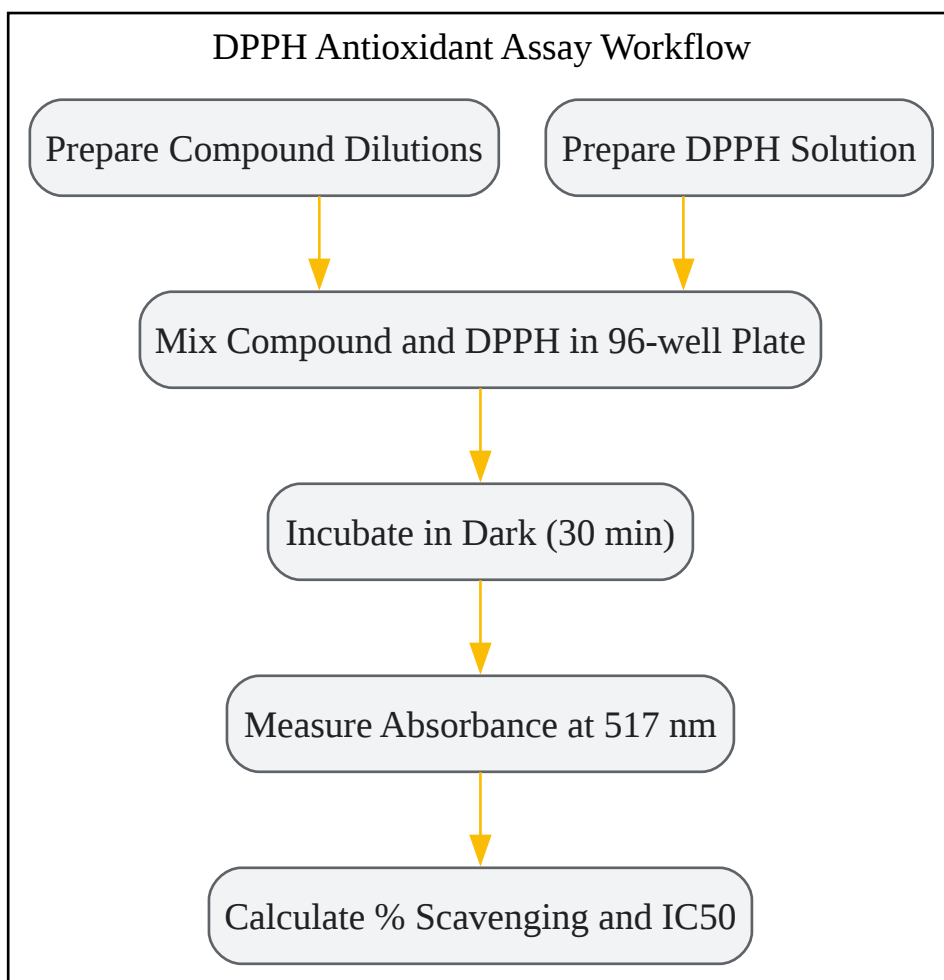 DPPH Antioxidant Assay Workflow
Prepare Compound Dilutions
Prepare DPPH Solution
Mix Compound and DPPH in 96-well Plate
Incubate in Dark (30 min)
Measure Absorbance at 517 nm
Calculate % Scavenging and IC50